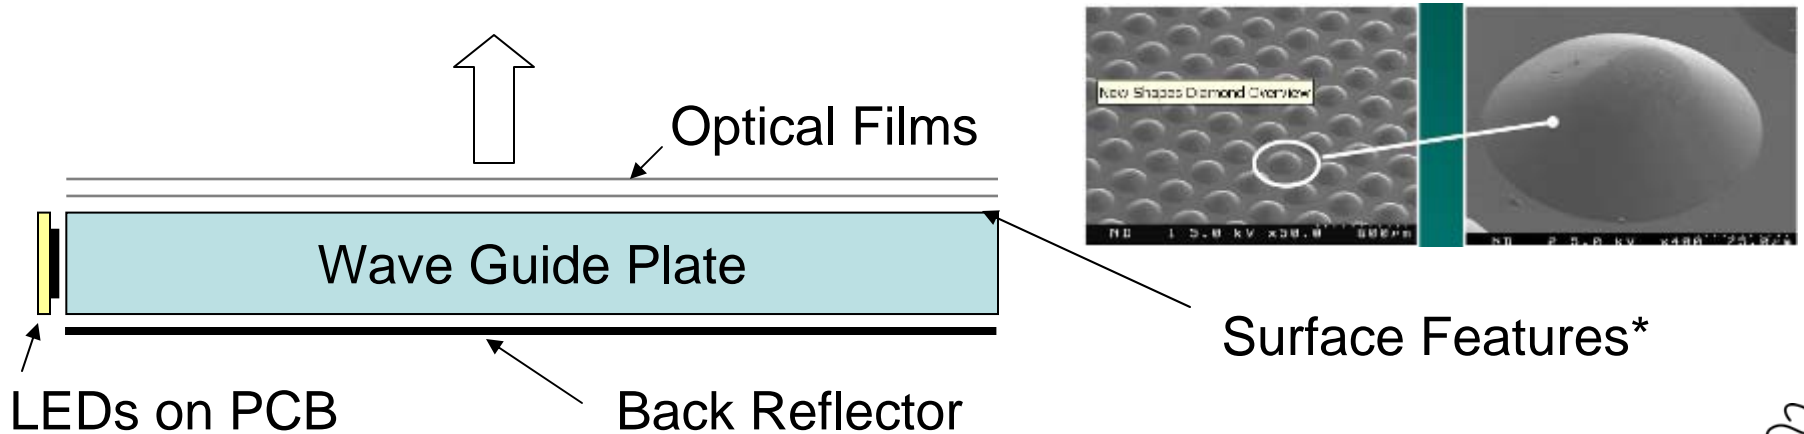 Optical Films
New Shapes Diamond Overview
Wave Guide Plate
Surface Features*
LEDs on PCB
Back Reflector